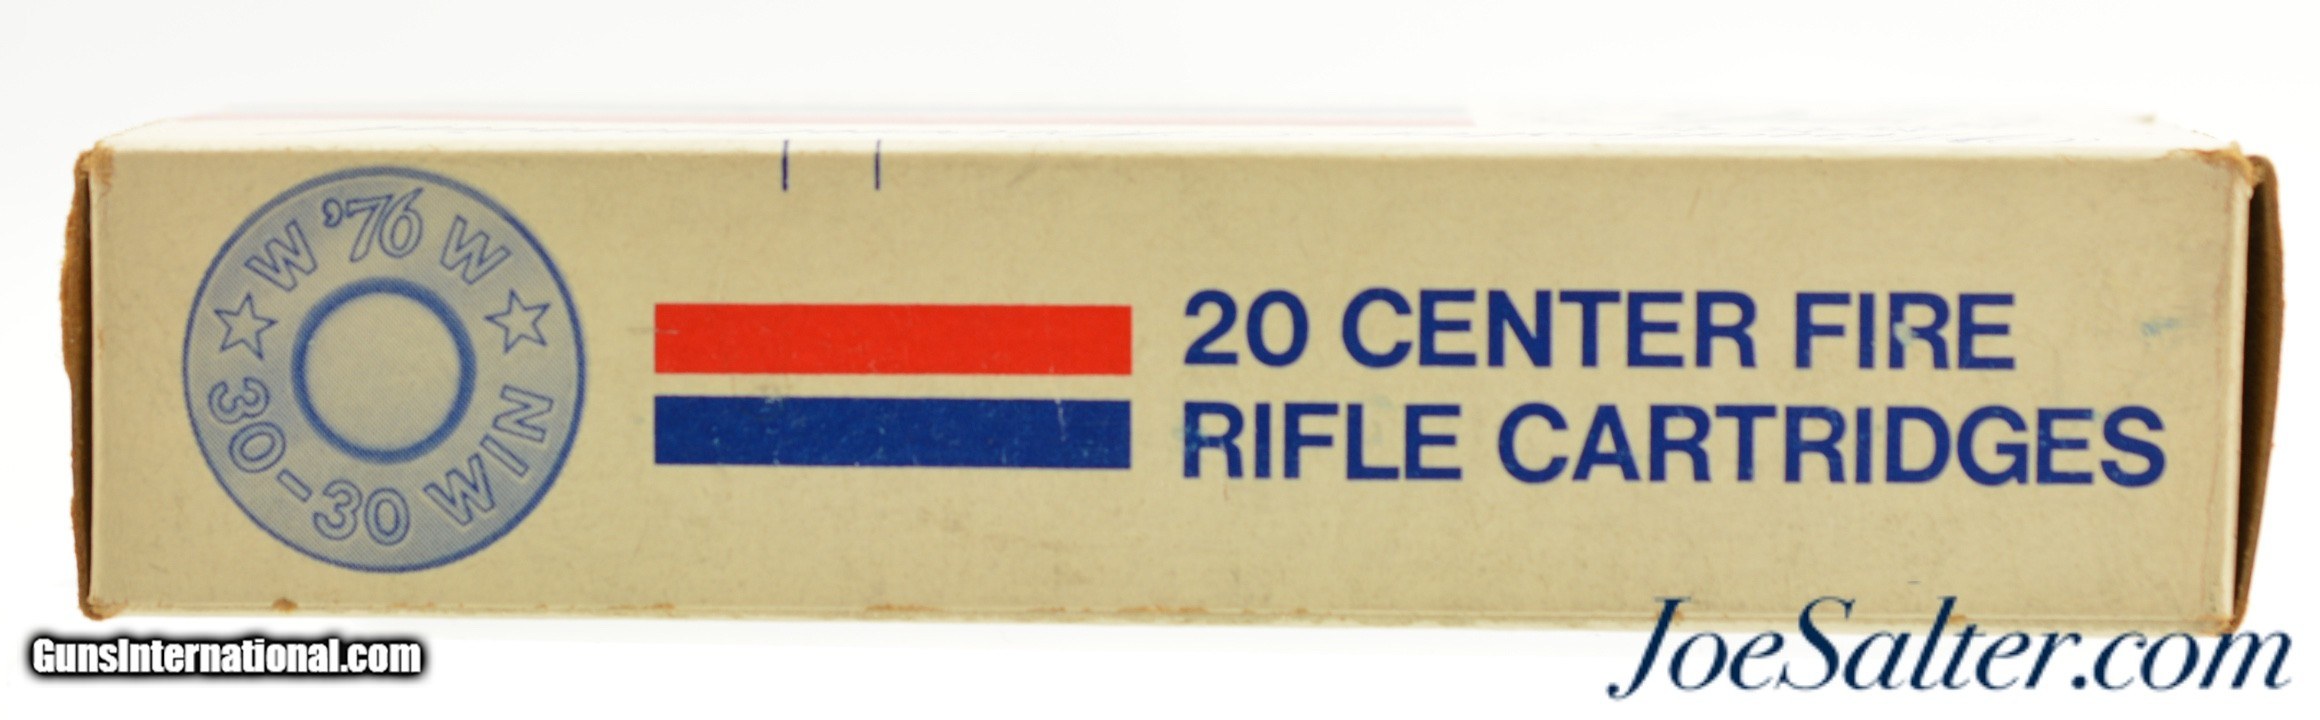 W '76 W
30-30 WIN
20 CENTER FIRE
RIFLE CARTRIDGES
GunsInternational.com
JoeSalter.com